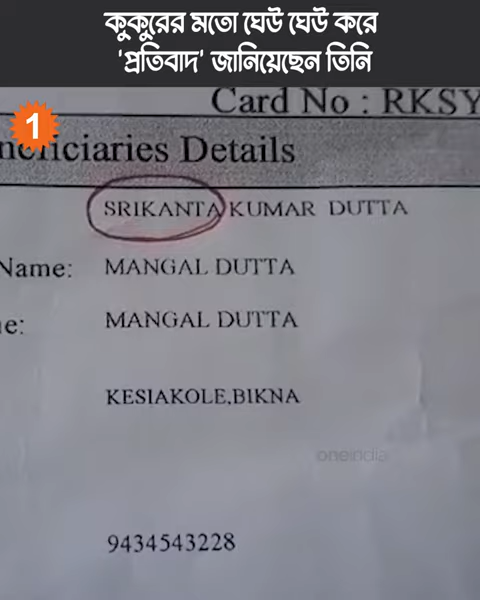 কুকুরের মতো ঘেউ ঘেউ করে
'প্রতিবাদ' জানিয়েছেন তিনি
Card No : RKSY
1
neficiaries Details
SRIKANTA KUMAR DUTTA
Name: MANGAL DUTTA
e: MANGAL DUTTA
KESIAKOLE,BIKNA
oneindia
9434543228